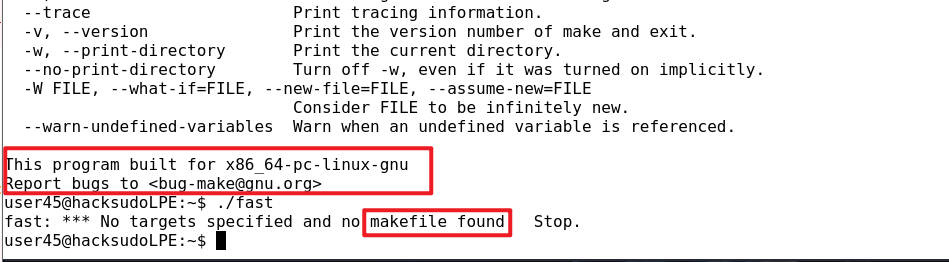 --trace                     Print tracing information.
-v, --version               Print the version number of make and exit.
-w, --print-directory       Print the current directory.
--no-print-directory        Turn off -w, even if it was turned on implicitly.
-W FILE, --what-if=FILE, --new-file=FILE, --assume-new=FILE
Consider FILE to be infinitely new.
--warn-undefined-variables  Warn when an undefined variable is referenced.
This program built for x86_64-pc-linux-gnu
Report bugs to <bug-make@gnu.org>
user45@hacksudoLPE:~$ ./fast
fast: *** No targets specified and no makefile found   Stop.
user45@hacksudoLPE:~$